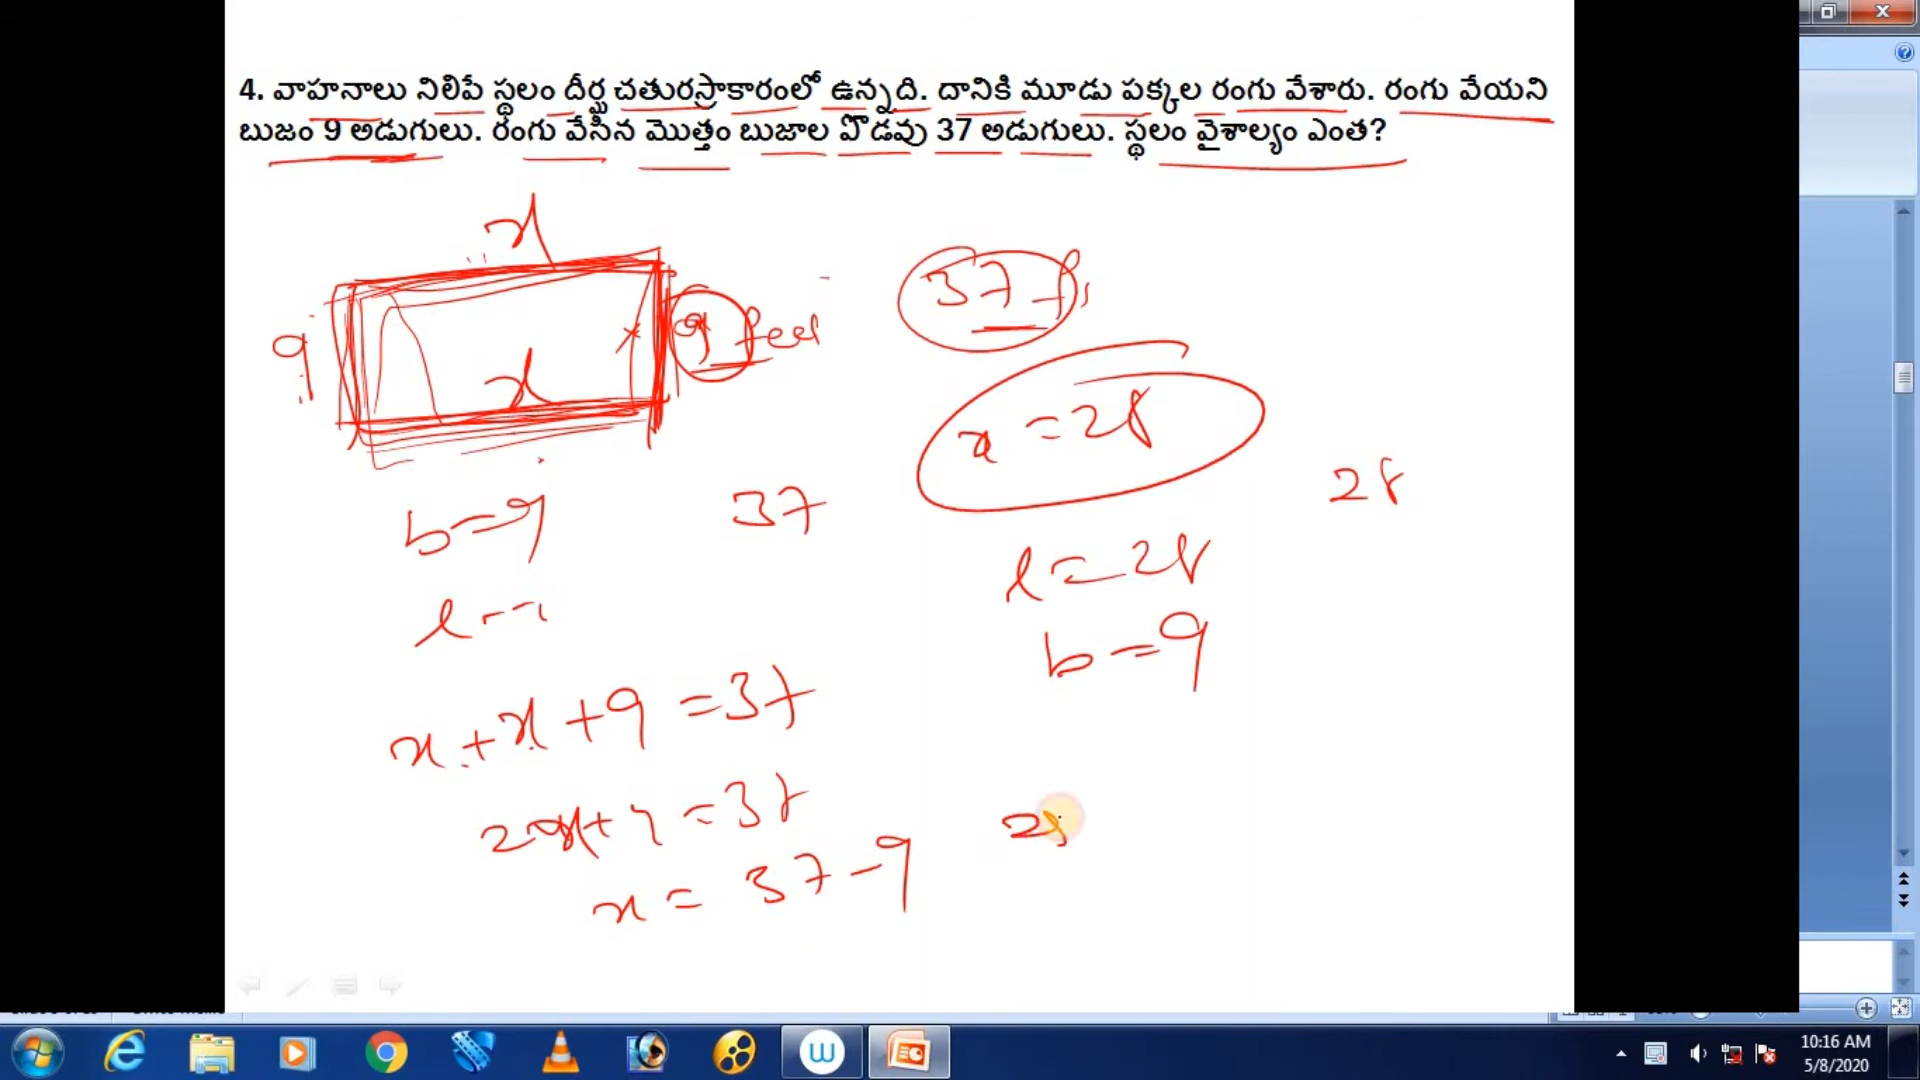 4. వాహనాలు నిలిపే స్థలం దీర్ఘ చతురస్రాకారంలో ఉన్నది. దానికి మూడు పక్కల రంగు వేశారు. రంగు వేయని
బుజం 9 అడుగులు. రంగు వేసిన మొత్తం బుజాల పొడవు 37 అడుగులు. స్థలం వైశాల్యం ఎంత?
x
37
9
9 feet
x
x = 28
28
b = 9
37
l = 28
l =
b = 9
x + x + 9 = 37
2x + 9 = 37
x = 37 - 9
10:16 AM
5/8/2020